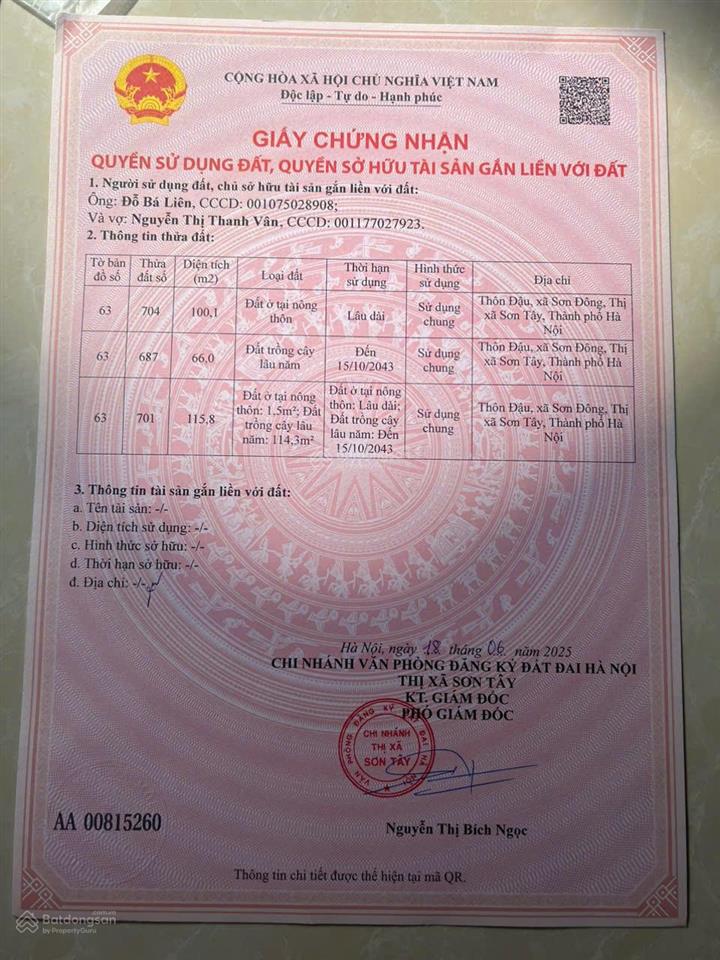 CỘNG HÒA XÃ HỘI CHỦ NGHĨA VIỆT NAM
Độc lập - Tự do - Hạnh phúc
GIẤY CHỨNG NHẬN
QUYỀN SỬ DỤNG ĐẤT, QUYỀN SỞ HỮU TÀI SẢN GẮN LIỀN VỚI ĐẤT
1. Người sử dụng đất, chủ sở hữu tài sản gắn liền với đất:
Ông: Đỗ Bá Liên, CCCD: 001075028908;
Và vợ: Nguyễn Thị Thanh Vân, CCCD: 001177027923.
2. Thông tin thửa đất:
Tờ bản đồ số | Thửa đất số | Diện tích (m2) | Loại đất | Thời hạn sử dụng | Hình thức sử dụng | Địa chỉ
63 | 704 | 100,1 | Đất ở tại nông thôn | Lâu dài | Sử dụng chung | Thôn Đậu, xã Sơn Đông, Thị xã Sơn Tây, Thành phố Hà Nội
63 | 687 | 66,0 | Đất trồng cây lâu năm | Đến 15/10/2043 | Sử dụng chung | Thôn Đậu, xã Sơn Đông, Thị xã Sơn Tây, Thành phố Hà Nội
63 | 701 | 115,8 | Đất ở tại nông thôn: 1,5m²; Đất trồng cây lâu năm: 114,3m² | Đất ở tại nông thôn: Lâu dài; Đất trồng cây lâu năm: Đến 15/10/2043 | Sử dụng chung | Thôn Đậu, xã Sơn Đông, Thị xã Sơn Tây, Thành phố Hà Nội
3. Thông tin tài sản gắn liền với đất:
a. Tên tài sản: -/-
b. Diện tích sử dụng: -/-
c. Hình thức sở hữu: -/-
d. Thời hạn sở hữu: -/-
đ. Địa chỉ: -/-
Hà Nội, ngày 18 tháng 06 năm 2025
CHI NHÁNH VĂN PHÒNG ĐĂNG KÝ ĐẤT ĐAI HÀ NỘI
THỊ XÃ SƠN TÂY
KT. GIÁM ĐỐC
PHÓ GIÁM ĐỐC
VĂN PHÒNG ĐĂNG KÝ ĐẤT ĐAI HÀ NỘI
CHI NHÁNH
THỊ XÃ
SƠN TÂY
AA 00815260
Nguyễn Thị Bích Ngọc
Thông tin chi tiết được thể hiện tại mã QR.
Batdongsan
.com.vn
by PropertyGuru